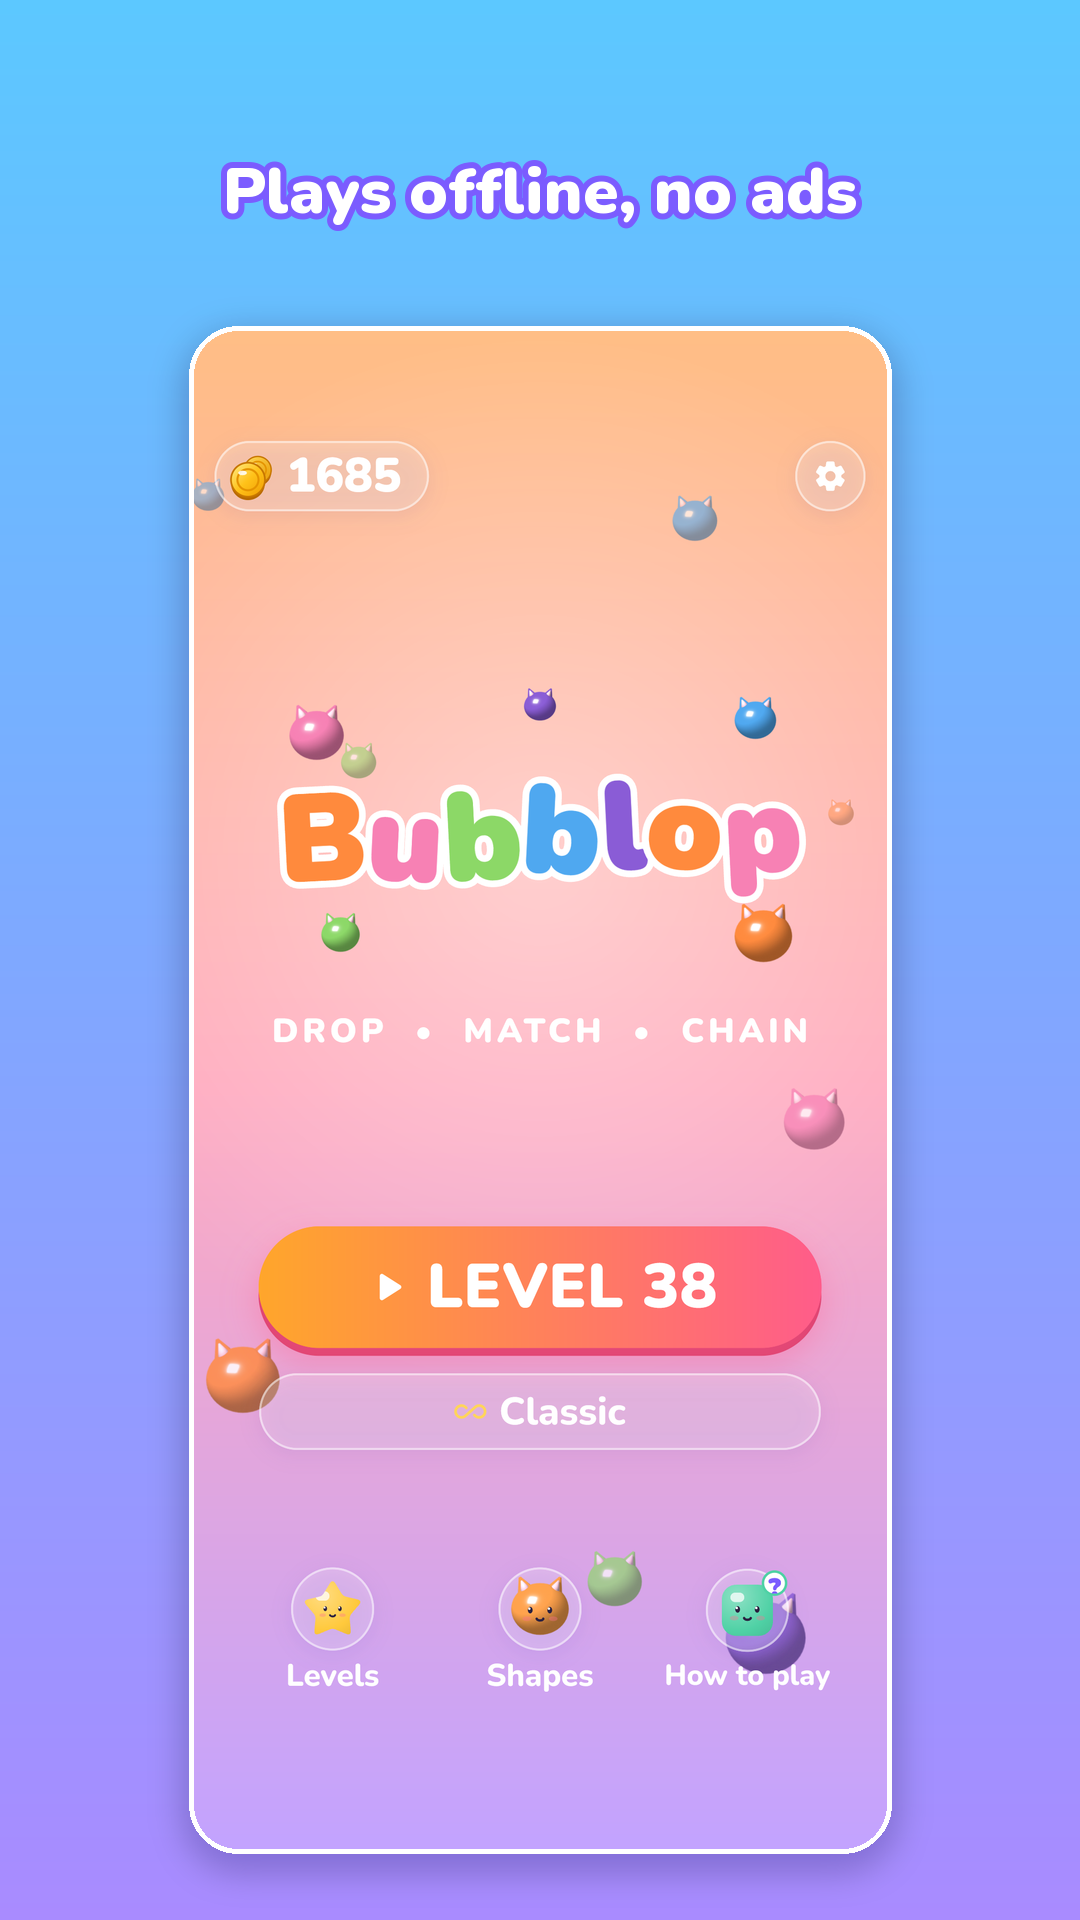 Plays offline, no ads
1685
Bubblop
DROP • MATCH • CHAIN
LEVEL 38
Classic
?
Levels
Shapes
How to play